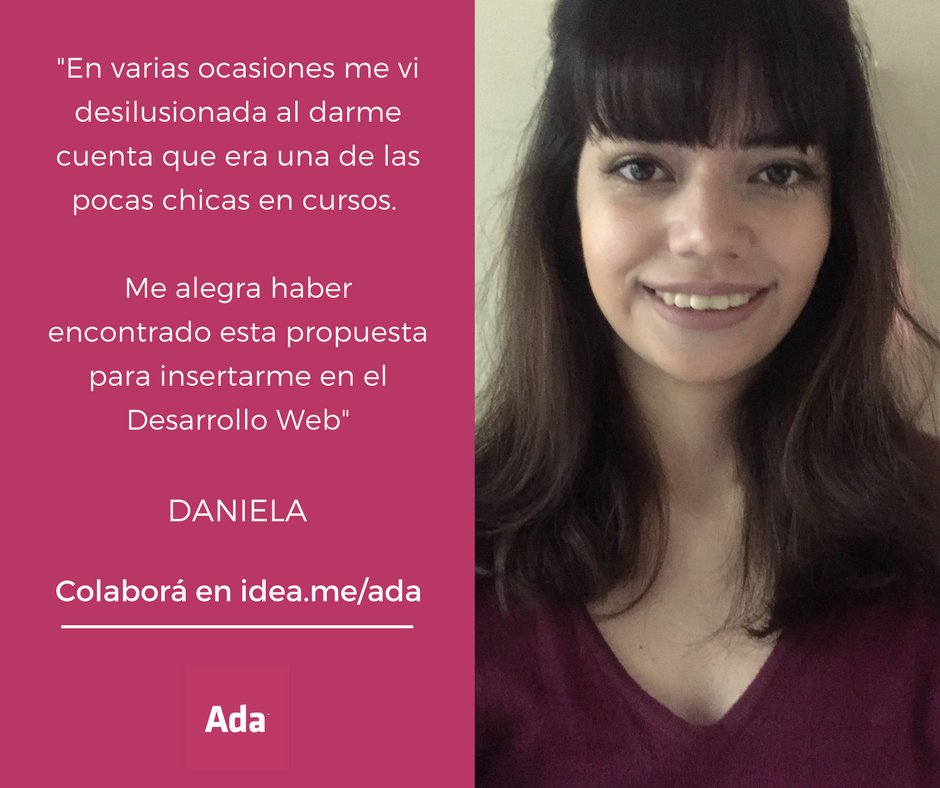 "En varias ocasiones me vi
desilusionada al darme
cuenta que era una de las
pocas chicas en cursos.
Me alegra haber
encontrado esta propuesta
para insertarme en el
Desarrollo Web"
DANIELA
Colaborá en idea.me/ada
Ada